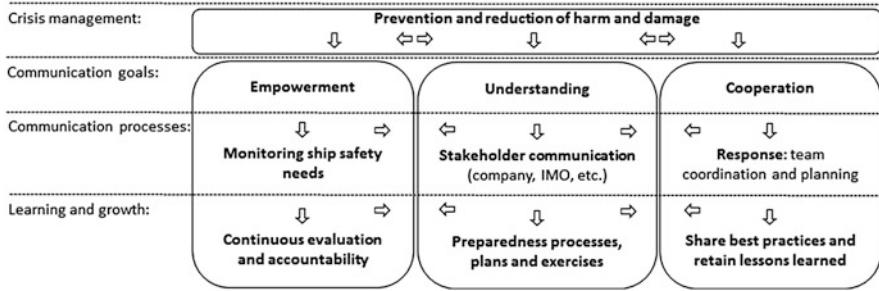 Crisis management:
Prevention and reduction of harm and damage
Communication goals:
Empowerment
Understanding
Cooperation
Communication processes:
Monitoring ship safety
needs
Stakeholder communication
(company, IMO, etc.)
Response: team
coordination and planning
Learning and growth:
Continuous evaluation
and accountability
Preparedness processes,
plans and exercises
Share best practices and
retain lessons learned